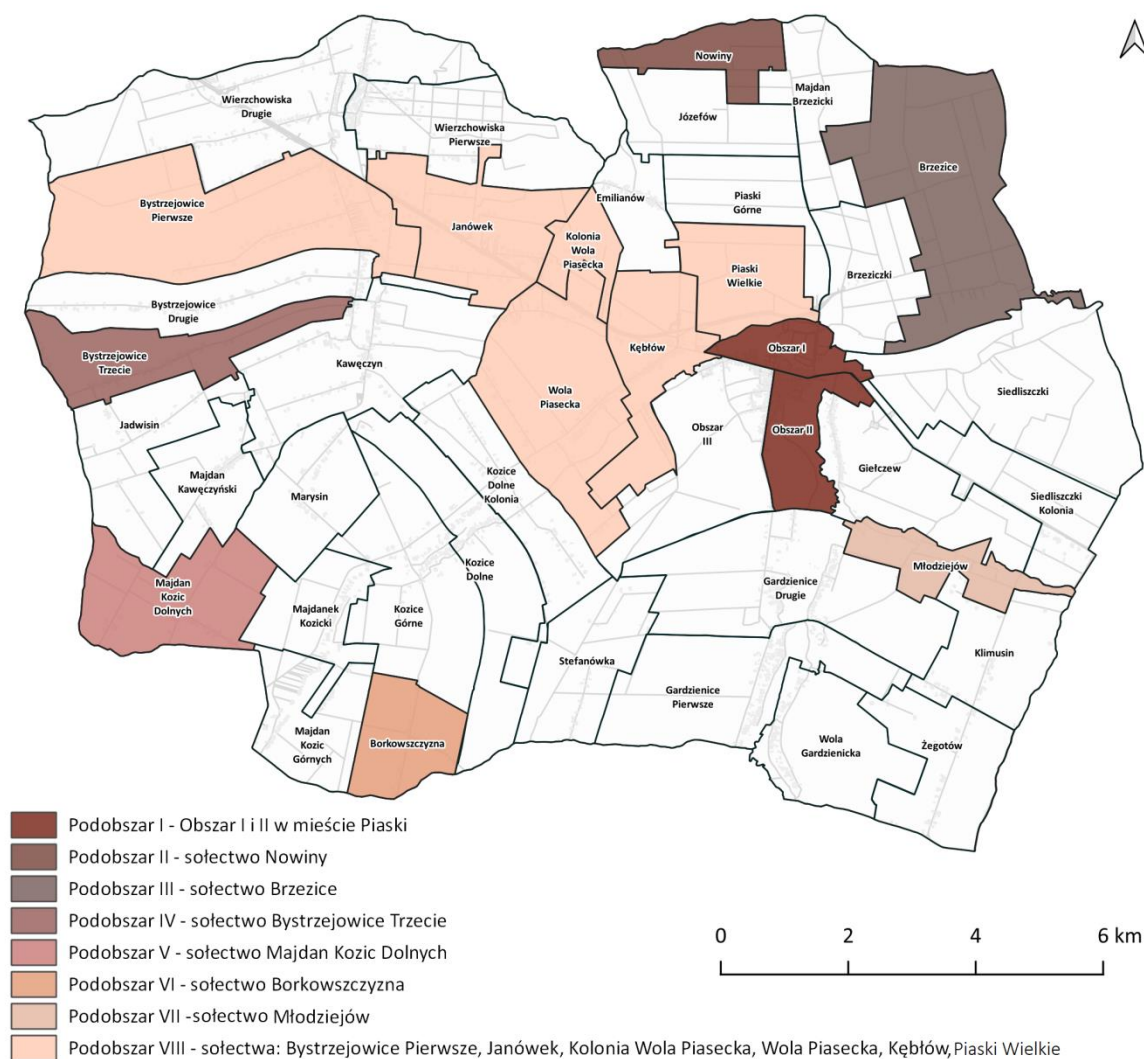 Nowiny
Wierzchowiska
Drugie
Majdan
Brzezicki
Józefów
Wierzchowiska
Pierwsze
Brzezice
Emilianów
Piaski
Górne
Bystrzejowice
Pierwsze
Janówek
Kolonia
Wola
Piasecka
Piaski
Wielkie
Brzeziczki
Bystrzejowice
Drugie
Kębłów
Obszar I
Bystrzejowice
Trzecie
Kawęczyn
Wola
Piasecka
Siedliszczki
Jadwisin
Obszar
III
Obszar II
Giełczew
Majdan
Kawęczyński
Marysin
Kozice
Dolne
Kolonia
Siedliszczki
Kolonia
Kozice
Dolne
Młodziejów
Majdan
Kozic
Dolnych
Gardzienice
Drugie
Majdanek
Kozicki
Kozice
Górne
Stefanówka
Klimusin
Gardzienice
Pierwsze
Majdan
Kozic
Górnych
Borkowszczyzna
Wola
Gardzienicka
Żegotów
Podobszar I - Obszar I i II w mieście Piaski
Podobszar II - sołectwo Nowiny
Podobszar III - sołectwo Brzezice
Podobszar IV - sołectwo Bystrzejowice Trzecie
Podobszar V - sołectwo Majdan Kozic Dolnych
Podobszar VI - sołectwo Borkowszczyzna
Podobszar VII -sołectwo Młodziejów
Podobszar VIII - sołectwa: Bystrzejowice Pierwsze, Janówek, Kolonia Wola Piasecka, Wola Piasecka, Kębłów, Piaski Wielkie
0 2 4 6 km